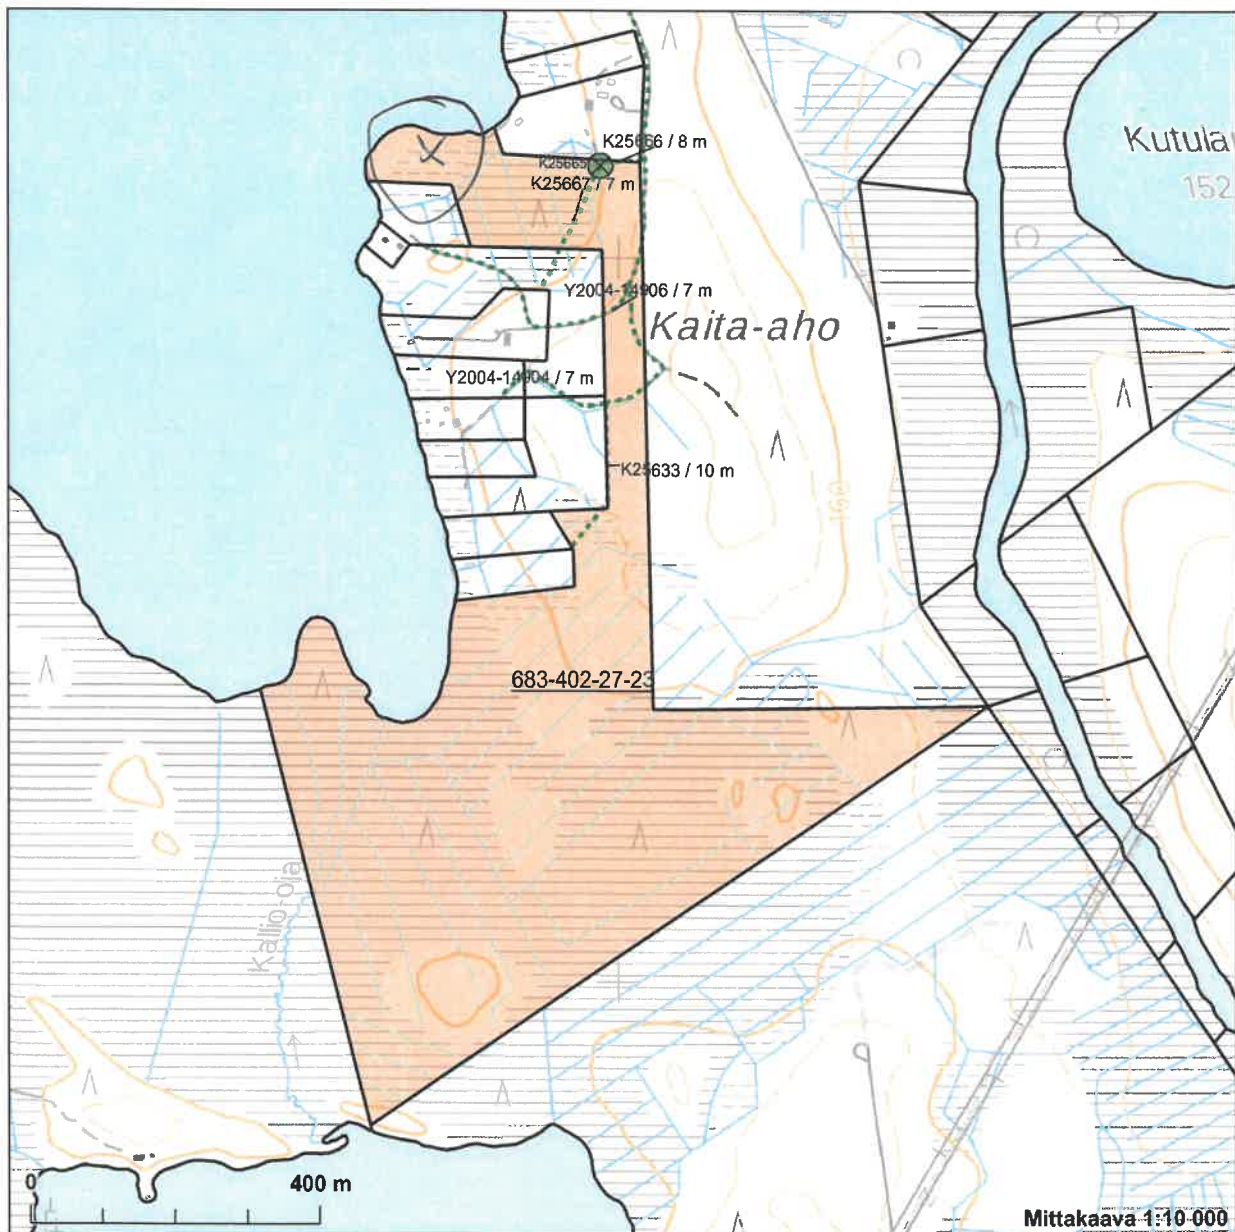 K25666 / 8 m
K25665
K25667 / 7 m
Kutula
152
Y2004-14906 / 7 m
Kaita-aho
Y2004-14904 / 7 m
K25633 / 10 m
160
683-402-27-23
Kallio-oja
0
400 m
Mittakaava 1:10 000